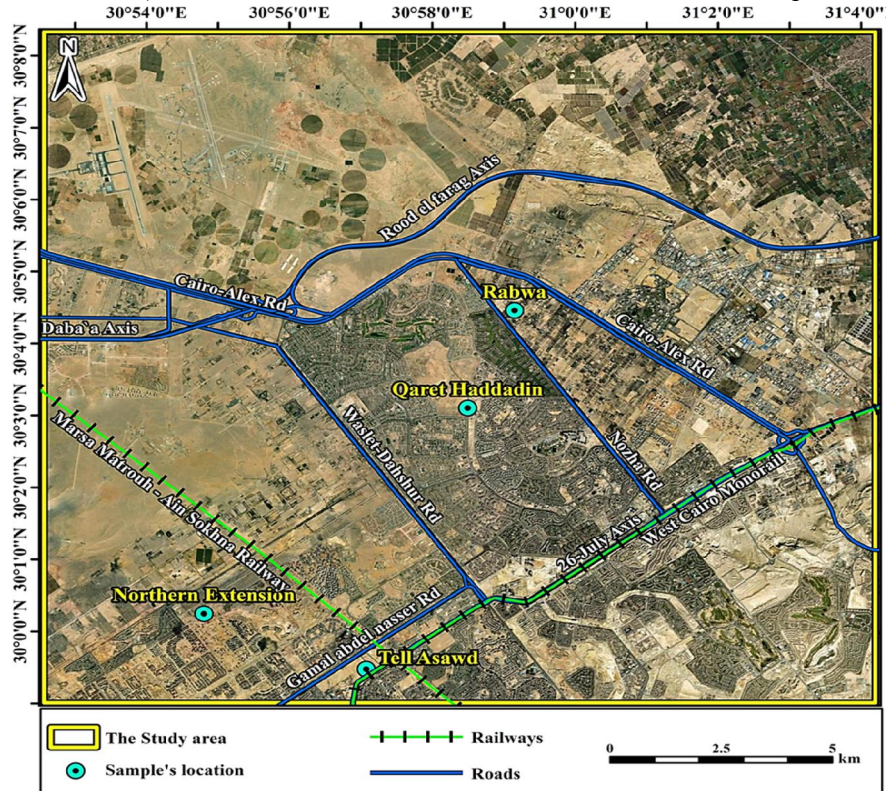 30°54'0"E
30°56'0"E
30°58'0"E
31°0'0"E
31°2'0"E
31°4'0"E
30°8'0"N
30°7'0"N
30°6'0"N
30°5'0"N
30°4'0"N
30°3'0"N
30°2'0"N
30°1'0"N
30°0'0"N
N
Rood el farag Axis
Cairo-Alex Rd
Rabwa
Daba`a Axis
Cairo-Alex Rd
Qaret Haddadin
Waslet-Dahshur Rd
Nozha Rd
Marsa Matrouh - Ain Sokhna Railway
West Cairo Monorail
26-July Axis
Northern Extension
Gamal abdel nasser Rd
Tell Asawd
The Study area
Railways
Sample's location
Roads
0 2.5 5
km